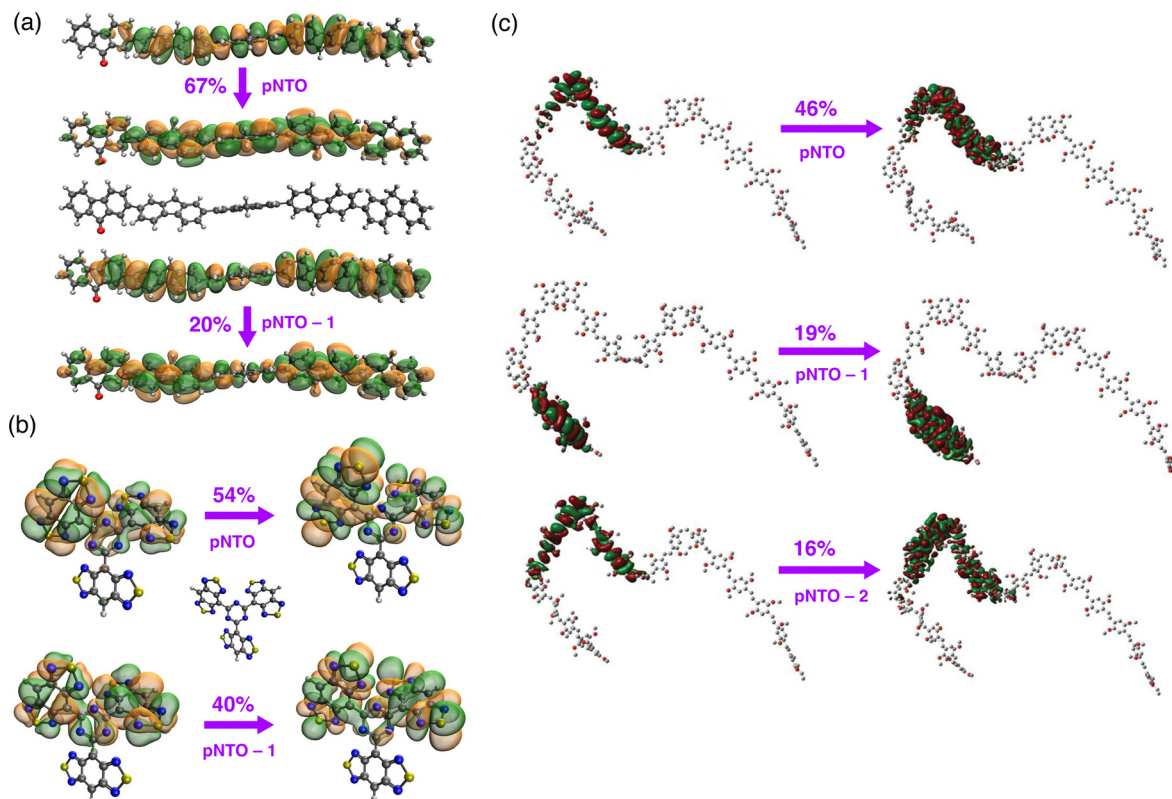 (a)
67% pNTO
20% pNTO – 1
(b)
54%
pNTO
40%
pNTO – 1
(c)
46%
pNTO
19%
pNTO – 1
16%
pNTO – 2